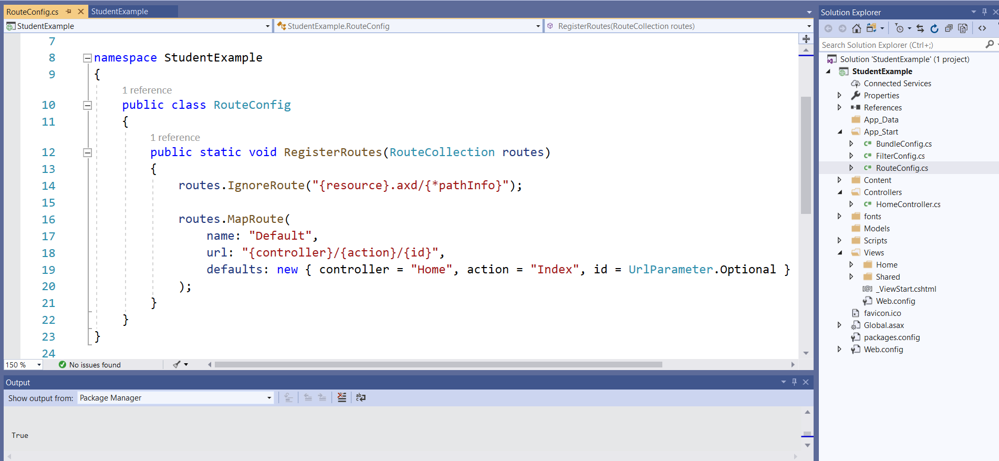 RouteConfig.cs
StudentExample
StudentExample
StudentExample.RouteConfig
RegisterRoutes(RouteCollection routes)
7
8 namespace StudentExample
9 {
1 reference
10 public class RouteConfig
11 {
1 reference
12 public static void RegisterRoutes(RouteCollection routes)
13 {
14 routes.IgnoreRoute("{resource}.axd/{*pathInfo}");
15
16 routes.MapRoute(
17 name: "Default",
18 url: "{controller}/{action}/{id}",
19 defaults: new { controller = "Home", action = "Index", id = UrlParameter.Optional }
20 );
21 }
22 }
23 }
24
150 %
No issues found
Output
Show output from: Package Manager
True
Solution Explorer
Search Solution Explorer (Ctrl+;)
Solution 'StudentExample' (1 project)
StudentExample
Connected Services
Properties
References
App_Data
App_Start
C# BundleConfig.cs
C# FilterConfig.cs
C# RouteConfig.cs
Content
Controllers
C# HomeController.cs
fonts
Models
Scripts
Views
Home
Shared
[@] _ViewStart.cshtml
Web.config
favicon.ico
Global.asax
packages.config
Web.config